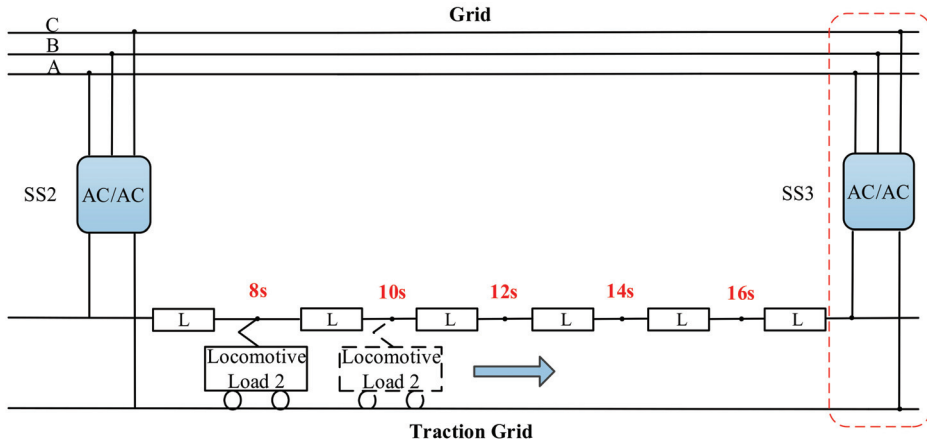 Grid
C
B
A
SS2
AC/AC
SS3
AC/AC
8s
10s
12s
14s
16s
L
L
L
L
L
L
Locomotive
Load 2
Locomotive
Load 2
Traction Grid